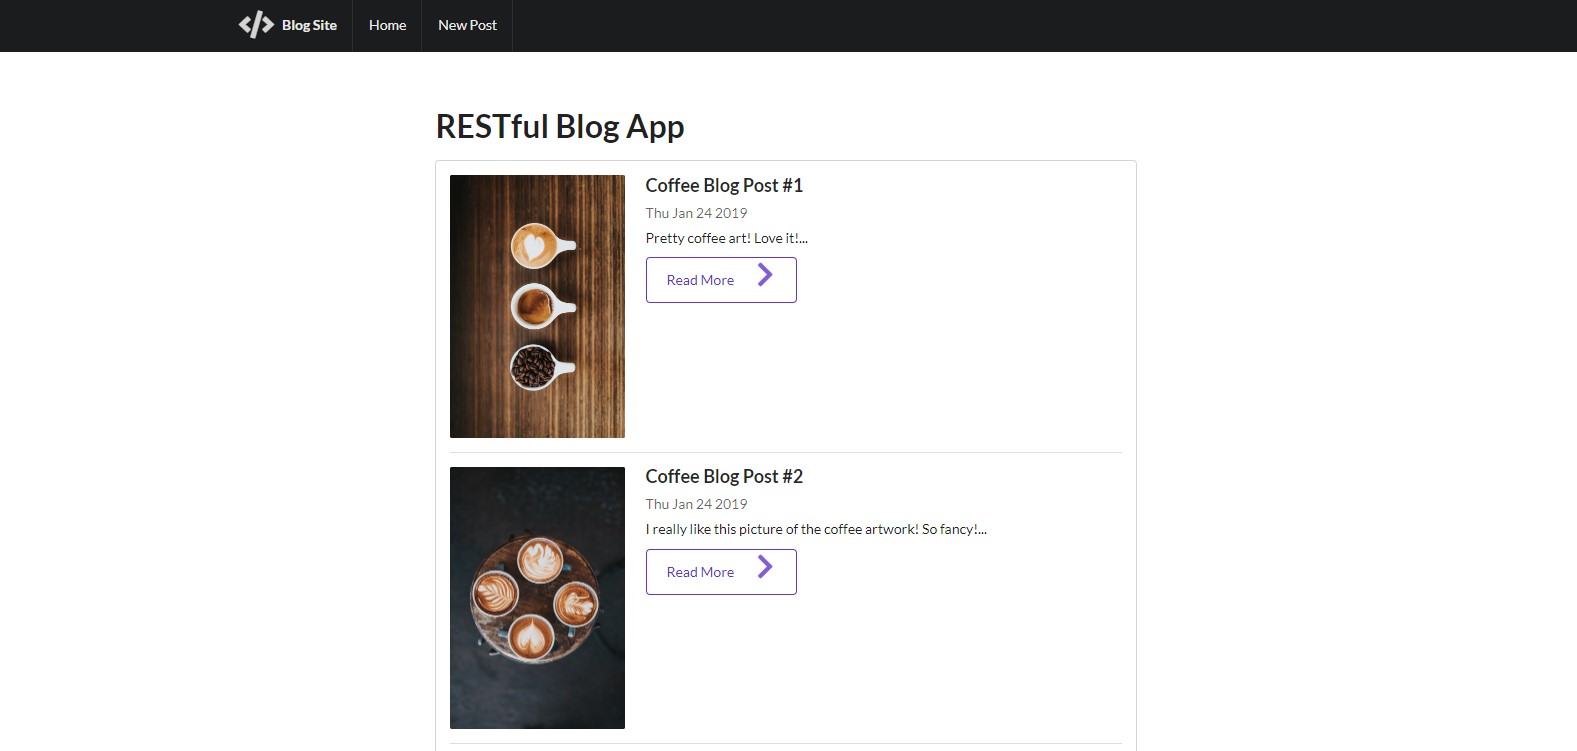 Blog Site Home New Post
RESTful Blog App
Coffee Blog Post #1
Thu Jan 24 2019
Pretty coffee art! Love it!...
Read More
Coffee Blog Post #2
Thu Jan 24 2019
I really like this picture of the coffee artwork! So fancy!...
Read More